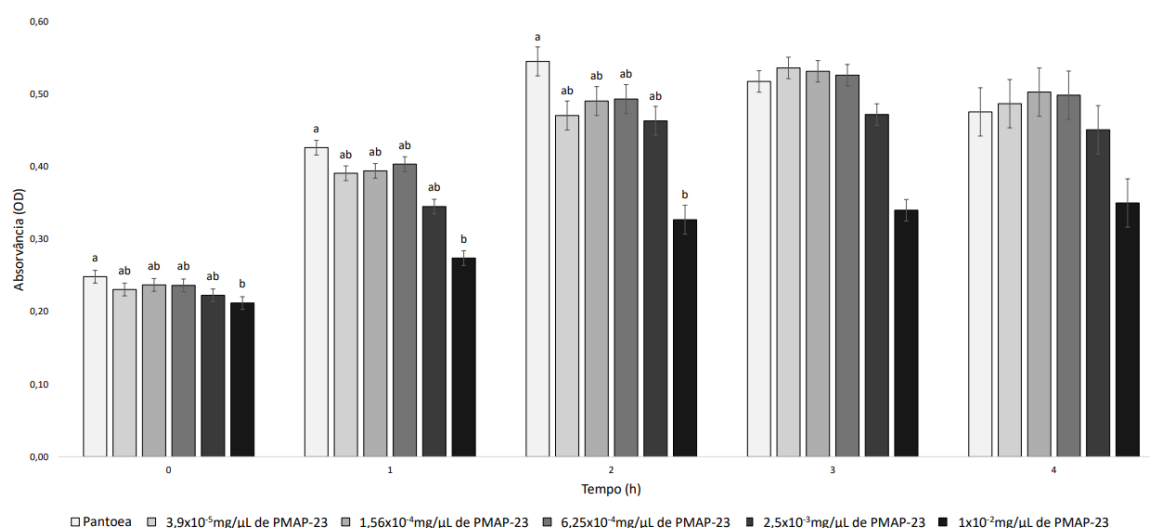 0,60
0,50
0,40
0,30
0,20
0,10
0,00
Absorvância (OD)
a ab ab ab ab b
a ab ab ab ab b
a ab ab ab ab b
0 1 2 3 4
Tempo (h)
Pantoea 3,9x10⁻⁵mg/µL de PMAP-23 1,56x10⁻⁴mg/µL de PMAP-23 6,25x10⁻⁴mg/µL de PMAP-23 2,5x10⁻³mg/µL de PMAP-23 1x10⁻²mg/µL de PMAP-23